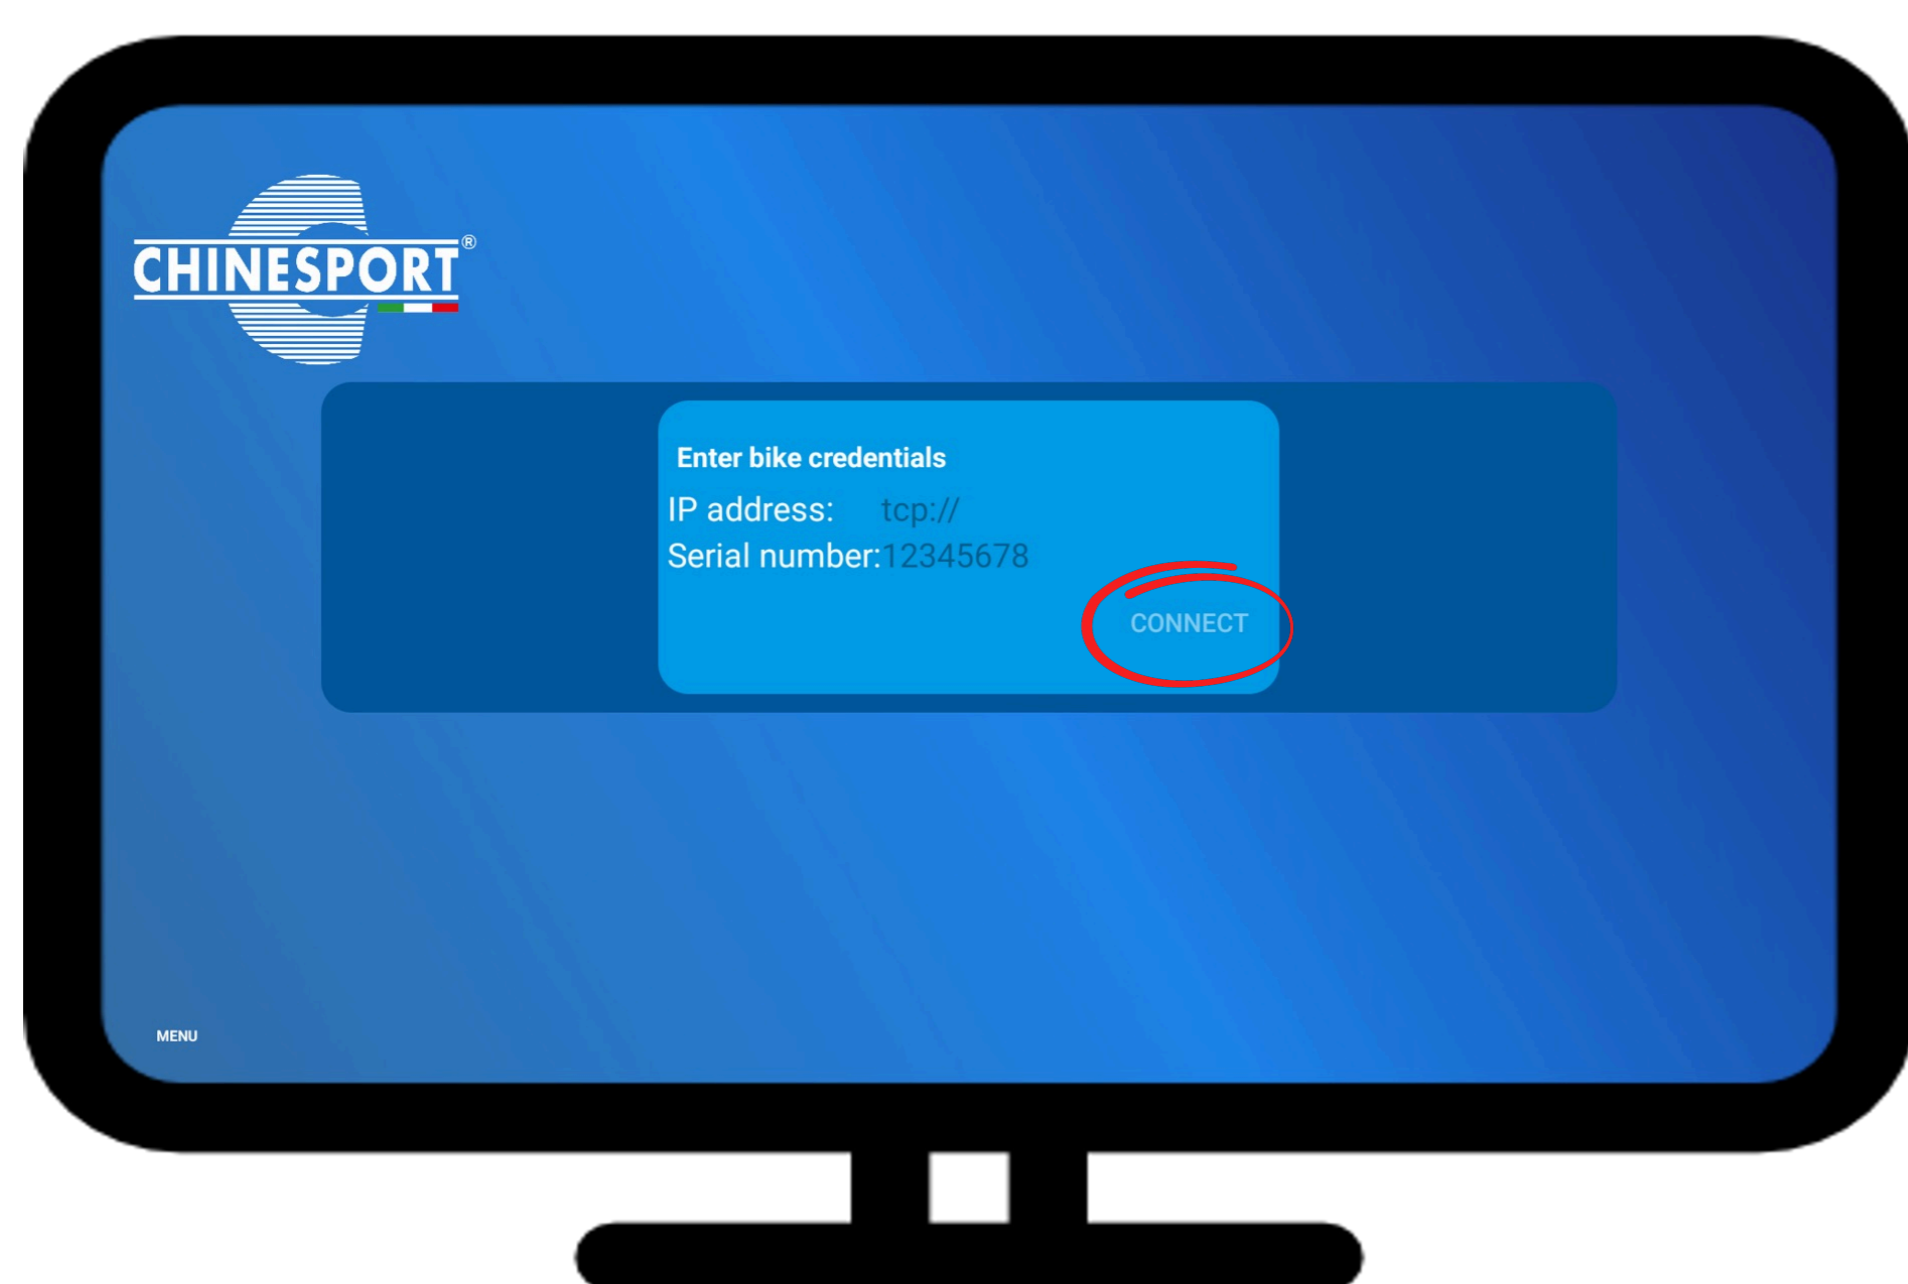 CHINESPORT®
Enter bike credentials
IP address: tcp://
Serial number:12345678
CONNECT
MENU